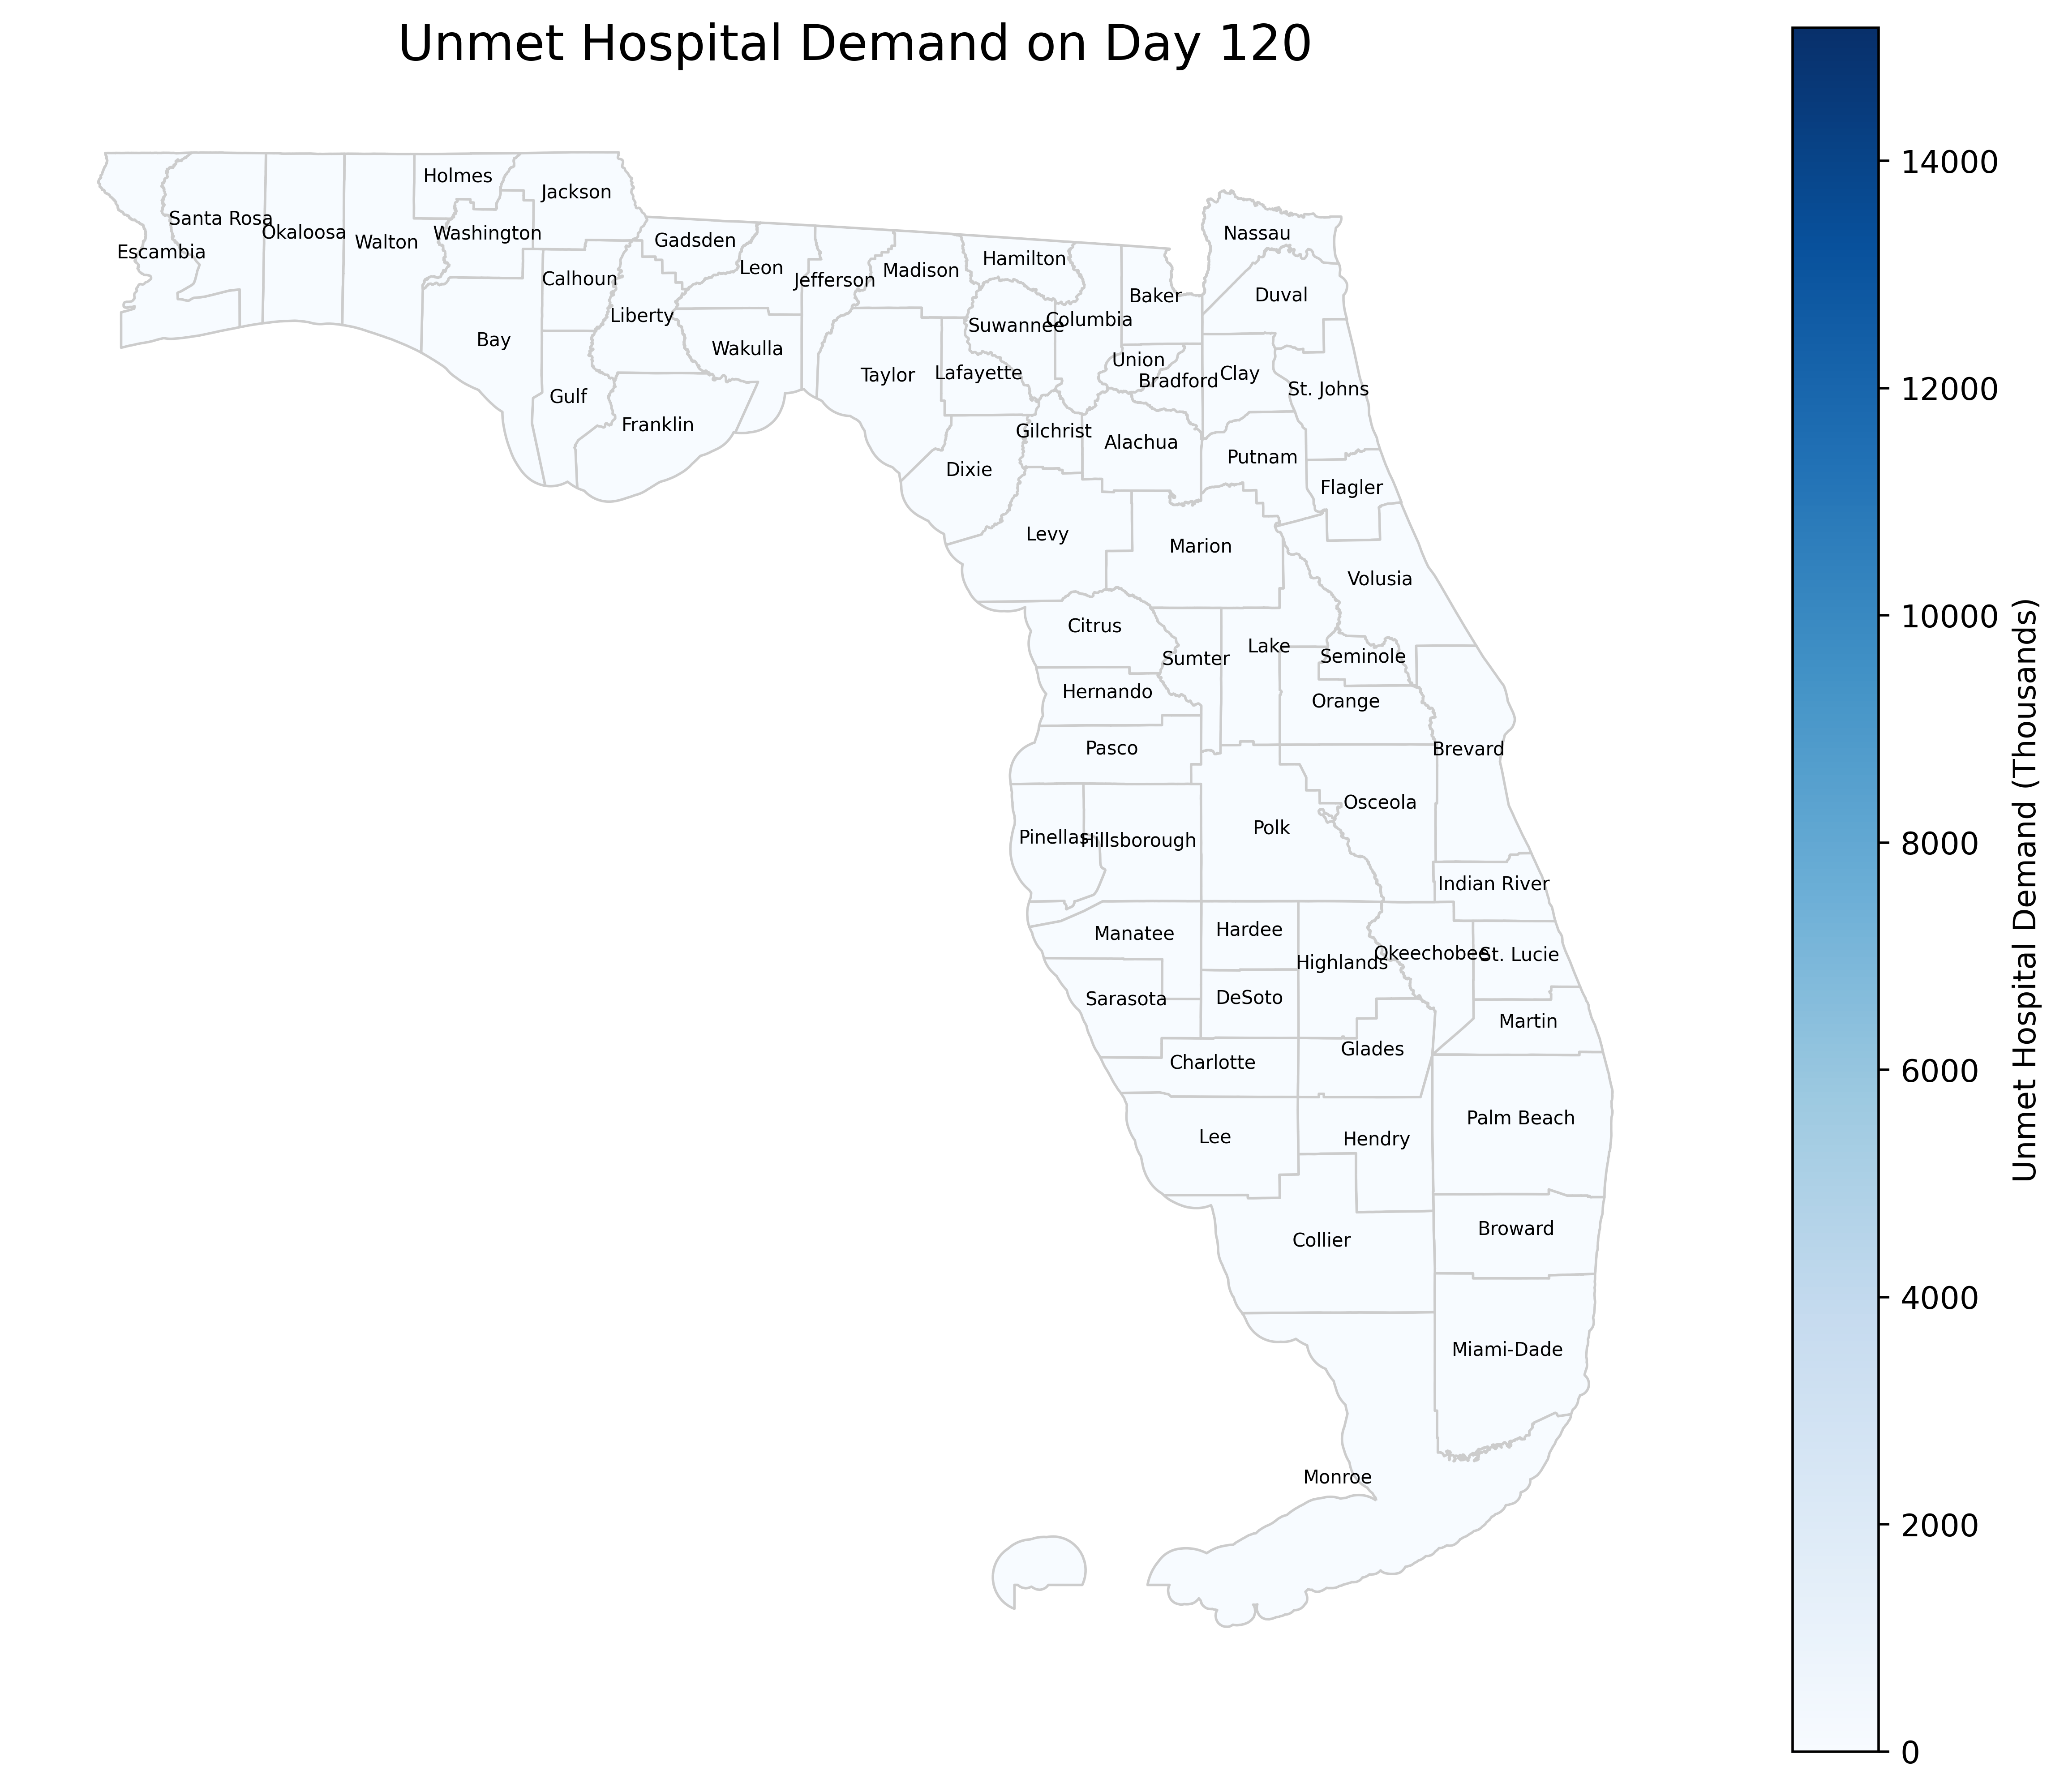 Unmet Hospital Demand on Day 120
Holmes
Jackson
Santa Rosa
Okaloosa
Walton
Washington
Escambia
Gadsden
Leon
Jefferson
Madison
Hamilton
Nassau
Calhoun
Liberty
Baker
Duval
Suwannee
Columbia
Bay
Wakulla
Union
Taylor
Lafayette
Bradford
Clay
St. Johns
Gulf
Franklin
Gilchrist
Alachua
Putnam
Dixie
Flagler
Levy
Marion
Volusia
Citrus
Sumter
Lake
Seminole
Hernando
Orange
Pasco
Brevard
Osceola
Polk
Pinellas
Hillsborough
Indian River
Manatee
Hardee
Highlands
Okeechobee
St. Lucie
Sarasota
DeSoto
Martin
Glades
Charlotte
Palm Beach
Lee
Hendry
Broward
Collier
Miami-Dade
Monroe
14000
12000
10000
8000
6000
4000
2000
0
Unmet Hospital Demand (Thousands)